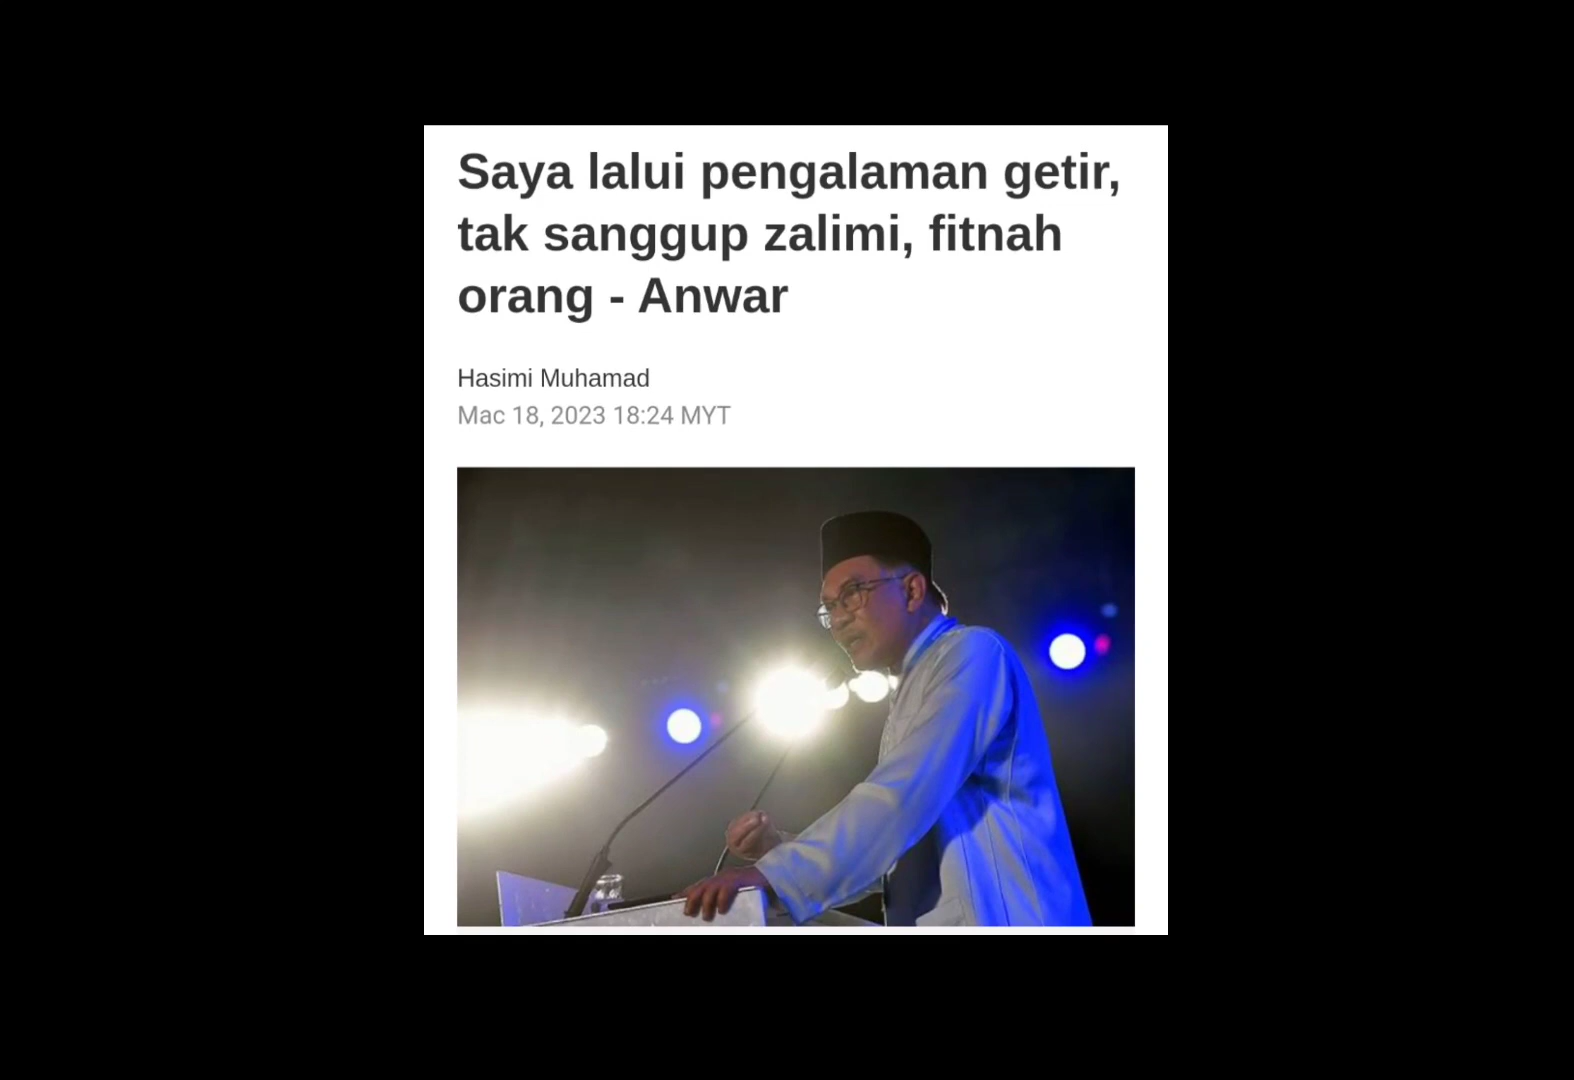 Saya lalui pengalaman getir,
tak sanggup zalimi, fitnah
orang - Anwar
Hasimi Muhamad
Mac 18, 2023 18:24 MYT